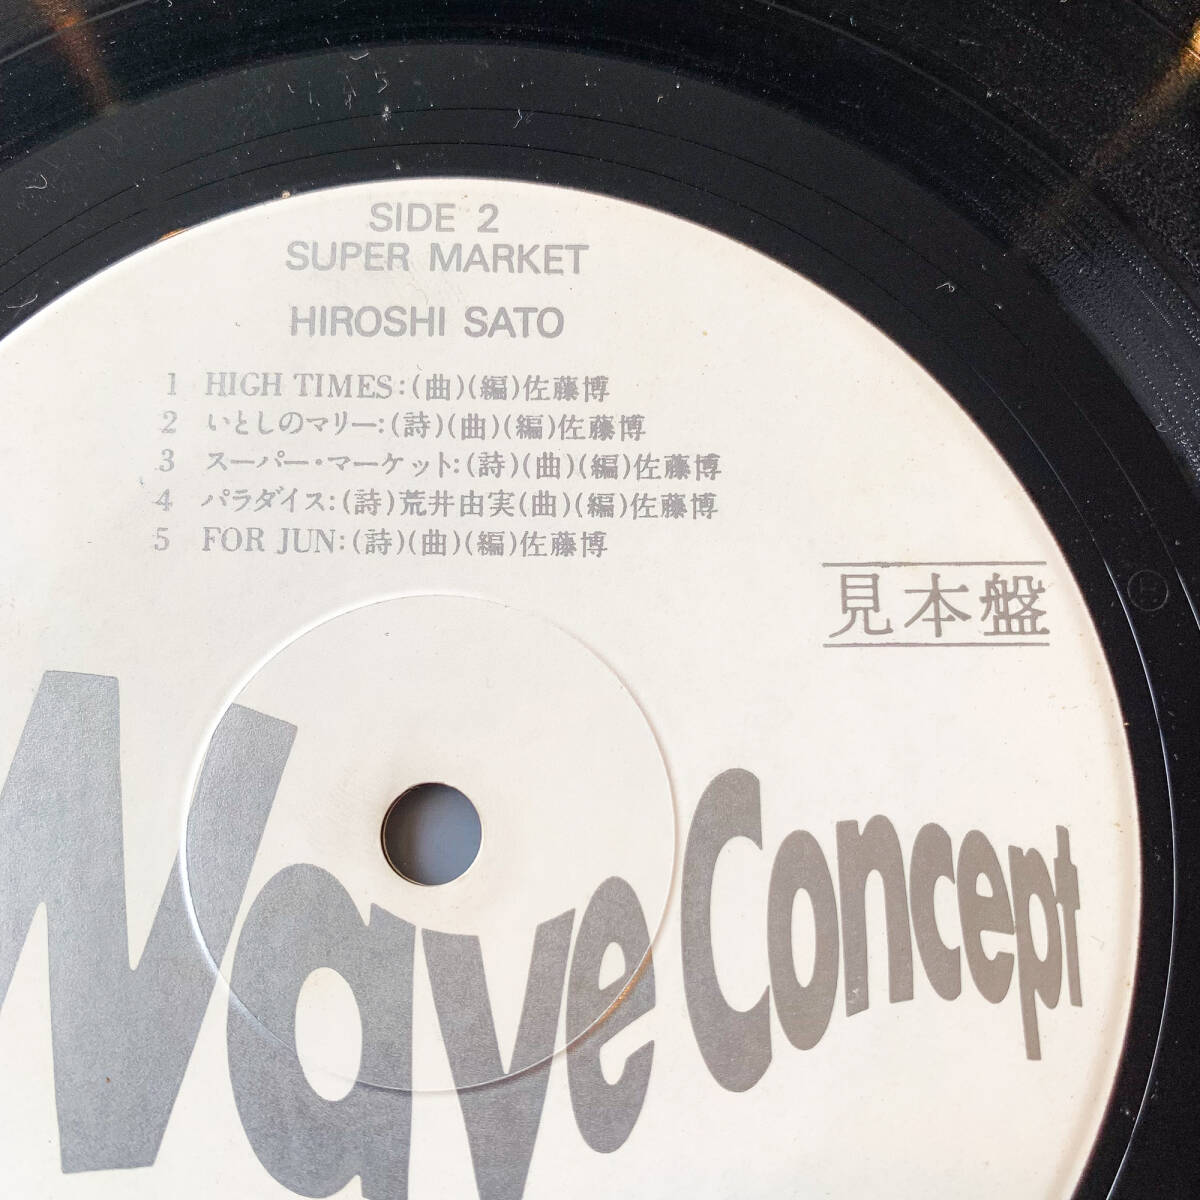 SIDE 2
SUPER MARKET
HIROSHI SATO
1 HIGH TIMES:(曲)(編)佐藤博
2 いとしのマリー:(詩)(曲)(編)佐藤博
3 スーパー・マーケット:(詩)(曲)(編)佐藤博
4 パラダイス:(詩)荒井由実(曲)(編)佐藤博
5 FOR JUN:(詩)(曲)(編)佐藤博
見本盤
Wave Concept